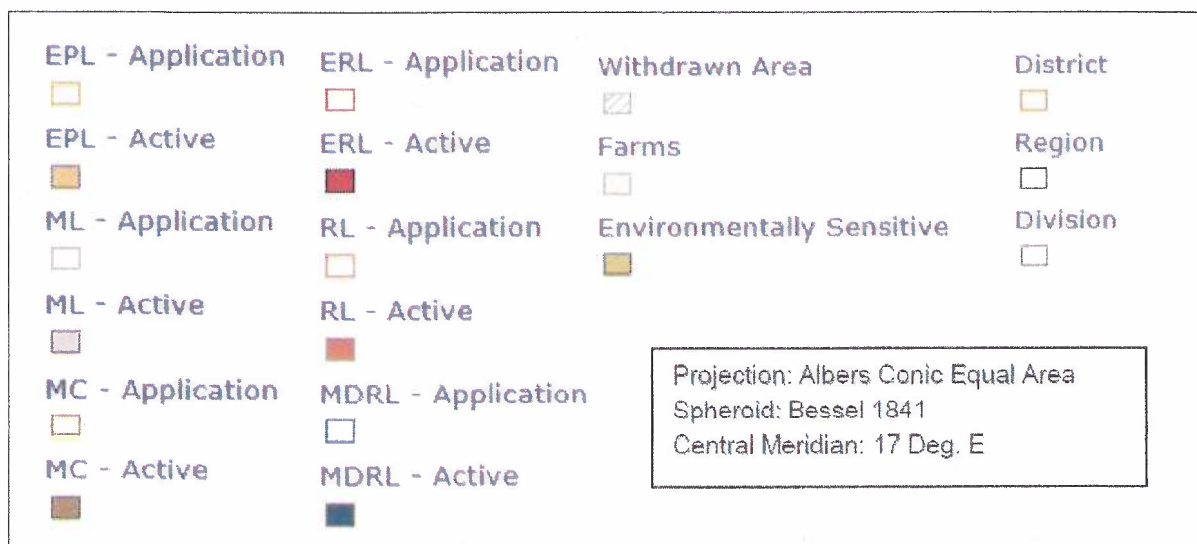 EPL - Application
EPL - Active
ML - Application
ML - Active
MC - Application
MC - Active
ERL - Application
ERL - Active
RL - Application
RL - Active
MDRL - Application
MDRL - Active
Withdrawn Area
Farms
Environmentally Sensitive
District
Region
Division
Projection: Albers Conic Equal Area
Spheroid: Bessel 1841
Central Meridian: 17 Deg. E